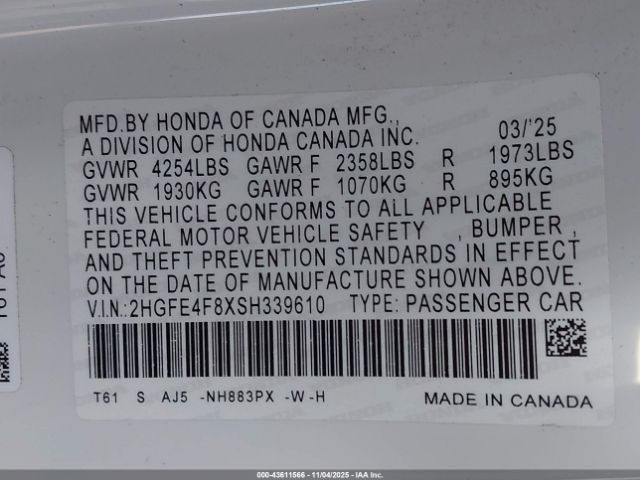 MFD.BY HONDA OF CANADA MFG.,
A DIVISION OF HONDA CANADA INC. 03/'25
GVWR 4254LBS GAWR F 2358LBS R 1973LBS
GVWR 1930KG GAWR F 1070KG R 895KG
THIS VEHICLE CONFORMS TO ALL APPLICABLE
FEDERAL MOTOR VEHICLE SAFETY , BUMPER ,
AND THEFT PREVENTION STANDARDS IN EFFECT
ON THE DATE OF MANUFACTURE SHOWN ABOVE.
V.I.N.:2HGFE4F8XSH339610 TYPE: PASSENGER CAR
T61 S AJ5 -NH883PX -W-H MADE IN CANADA
000-43611566 - 11/04/2025 - IAA Inc.